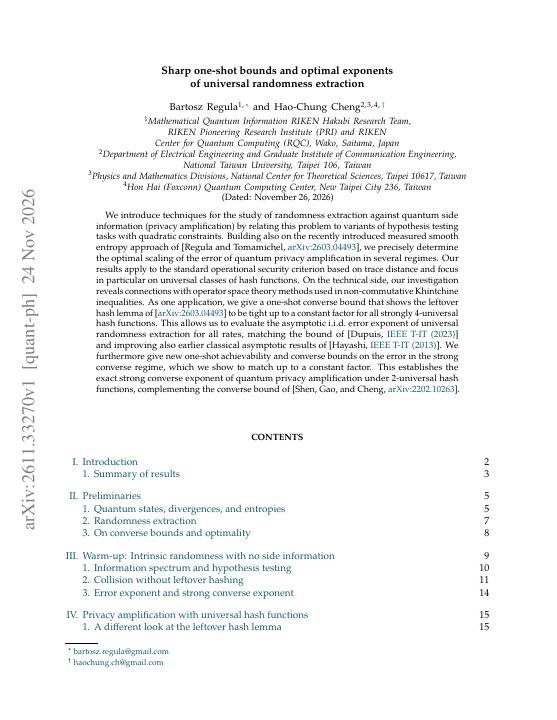 Sharp one-shot bounds and optimal exponents
of universal randomness extraction
Bartosz Regula1, * and Hao-Chung Cheng2, 3, 4, †
1Mathematical Quantum Information RIKEN Hakubi Research Team,
RIKEN Pioneering Research Institute (PRI) and RIKEN
Center for Quantum Computing (RQC), Wako, Saitama, Japan
2Department of Electrical Engineering and Graduate Institute of Communication Engineering,
National Taiwan University, Taipei 106, Taiwan
3Physics and Mathematics Divisions, National Center for Theoretical Sciences, Taipei 10617, Taiwan
4Hon Hai (Foxconn) Quantum Computing Center, New Taipei City 236, Taiwan
(Dated: November 26, 2026)
We introduce techniques for the study of randomness extraction against quantum side
information (privacy amplification) by relating this problem to variants of hypothesis testing
tasks with quadratic constraints. Building also on the recently introduced measured smooth
entropy approach of [Regula and Tomamichel, arXiv:2603.04493], we precisely determine
the optimal scaling of the error of quantum privacy amplification in several regimes. Our
results apply to the standard operational security criterion based on trace distance and focus
in particular on universal classes of hash functions. On the technical side, our investigation
reveals connections with operator space theory methods used in non-commutative Khintchine
inequalities. As one application, we give a one-shot converse bound that shows the leftover
hash lemma of [arXiv:2603.04493] to be tight up to a constant factor for all strongly 4-universal
hash functions. This allows us to evaluate the asymptotic i.i.d. error exponent of universal
randomness extraction for all rates, matching the bound of [Dupuis, IEEE T-IT (2023)]
and improving also earlier classical asymptotic results of [Hayashi, IEEE T-IT (2013)]. We
furthermore give new one-shot achievability and converse bounds on the error in the strong
converse regime, which we show to match up to a constant factor. This establishes the
exact strong converse exponent of quantum privacy amplification under 2-universal hash
functions, complementing the converse bound of [Shen, Gao, and Cheng, arXiv:2202.10263].
CONTENTS
I. Introduction 2
1. Summary of results 3
II. Preliminaries 5
1. Quantum states, divergences, and entropies 5
2. Randomness extraction 7
3. On converse bounds and optimality 8
III. Warm-up: Intrinsic randomness with no side information 9
1. Information spectrum and hypothesis testing 10
2. Collision without leftover hashing 11
3. Error exponent and strong converse exponent 14
IV. Privacy amplification with universal hash functions 15
1. A different look at the leftover hash lemma 15
* bartosz.regula@gmail.com
† haochung.ch@gmail.com
arXiv:2611.33270v1 [quant-ph] 24 Nov 2026